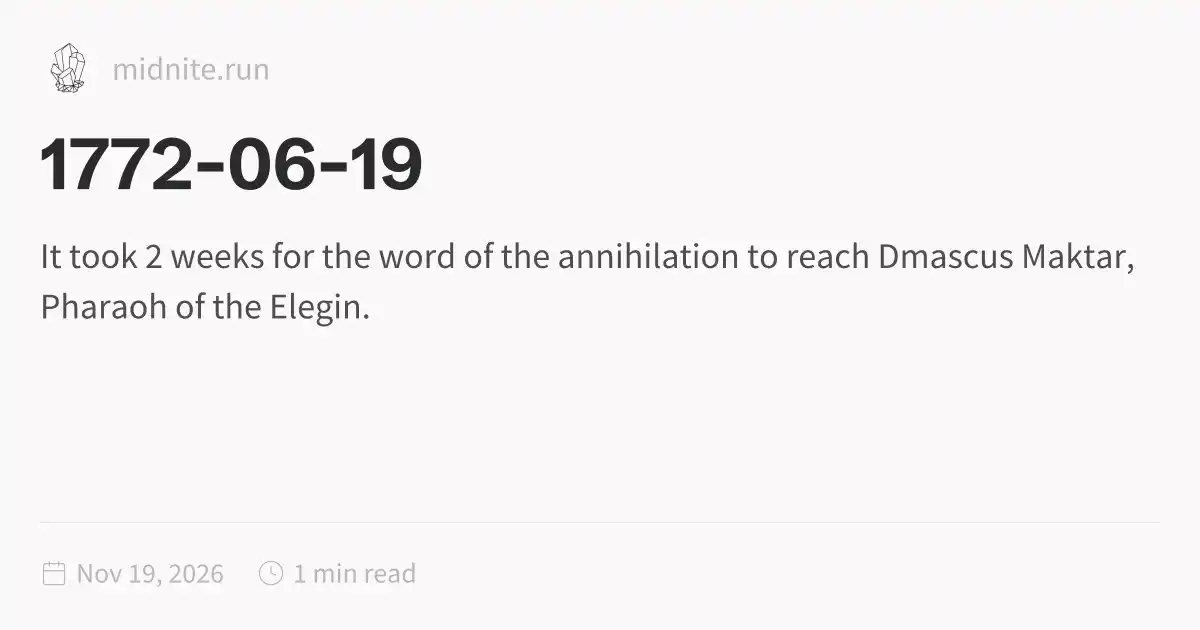 midnite.run
1772-06-19
It took 2 weeks for the word of the annihilation to reach Dmascus Maktar,
Pharaoh of the Elegin.
Nov 19, 2026 1 min read